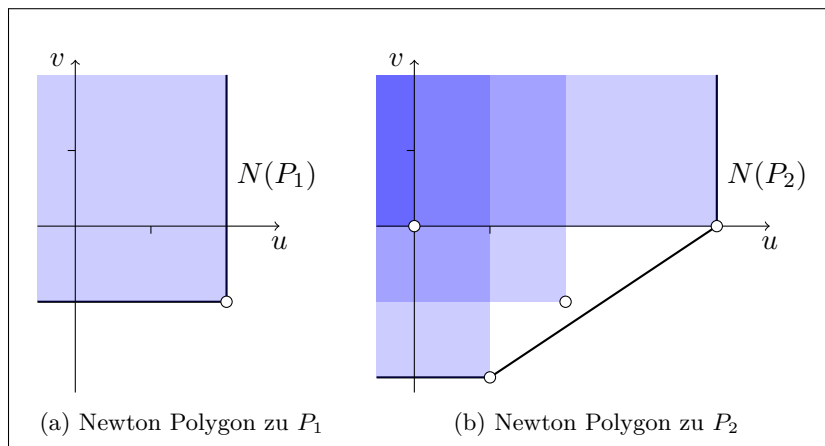 v
v
N(P₁)
N(P₂)
u
u
(a) Newton Polygon zu P₁
(b) Newton Polygon zu P₂